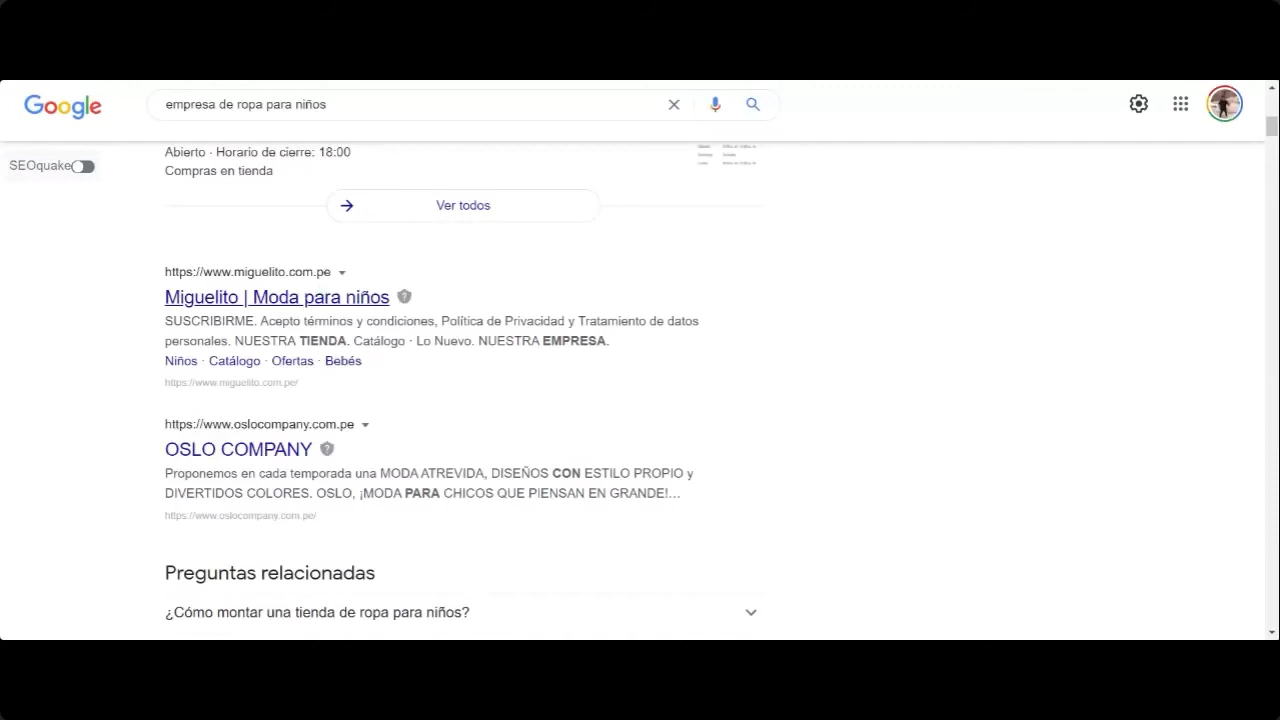 Google
empresa de ropa para niños
SEOquake
Abierto · Horario de cierre: 18:00
Compras en tienda
Ver todos
https://www.miguelito.com.pe
Miguelito | Moda para niños
SUSCRIBIRME. Acepto términos y condiciones, Política de Privacidad y Tratamiento de datos
personales. NUESTRA TIENDA. Catálogo · Lo Nuevo. NUESTRA EMPRESA.
Niños · Catálogo · Ofertas · Bebés
https://www.miguelito.com.pe/
https://www.oslocompany.com.pe
OSLO COMPANY
Proponemos en cada temporada una MODA ATREVIDA, DISEÑOS CON ESTILO PROPIO y
DIVERTIDOS COLORES. OSLO, ¡MODA PARA CHICOS QUE PIENSAN EN GRANDE!...
https://www.oslocompany.com.pe/
Preguntas relacionadas
¿Cómo montar una tienda de ropa para niños?